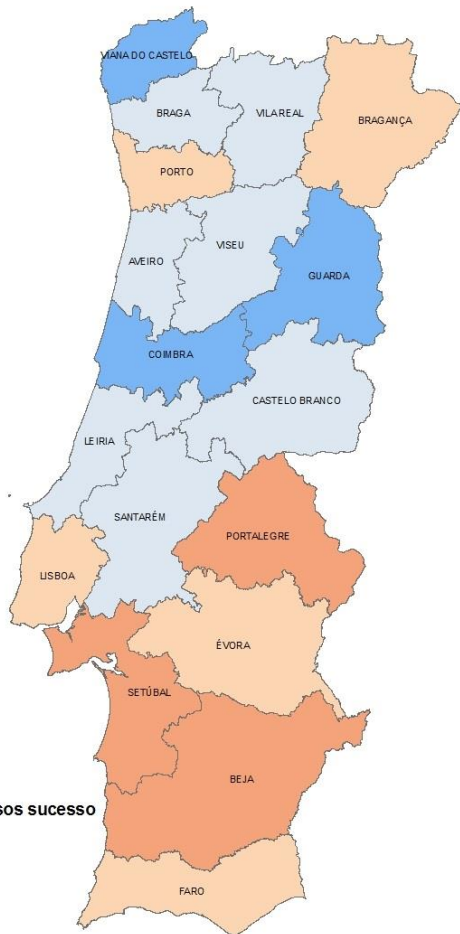 VIANA DO CASTELO
BRAGA
VILA REAL
BRAGANÇA
PORTO
AVEIRO
VISEU
GUARDA
COIMBRA
CASTELO BRANCO
LEIRIA
SANTARÉM
PORTALEGRE
LISBOA
ÉVORA
SETÚBAL
BEJA
sucesso
FARO